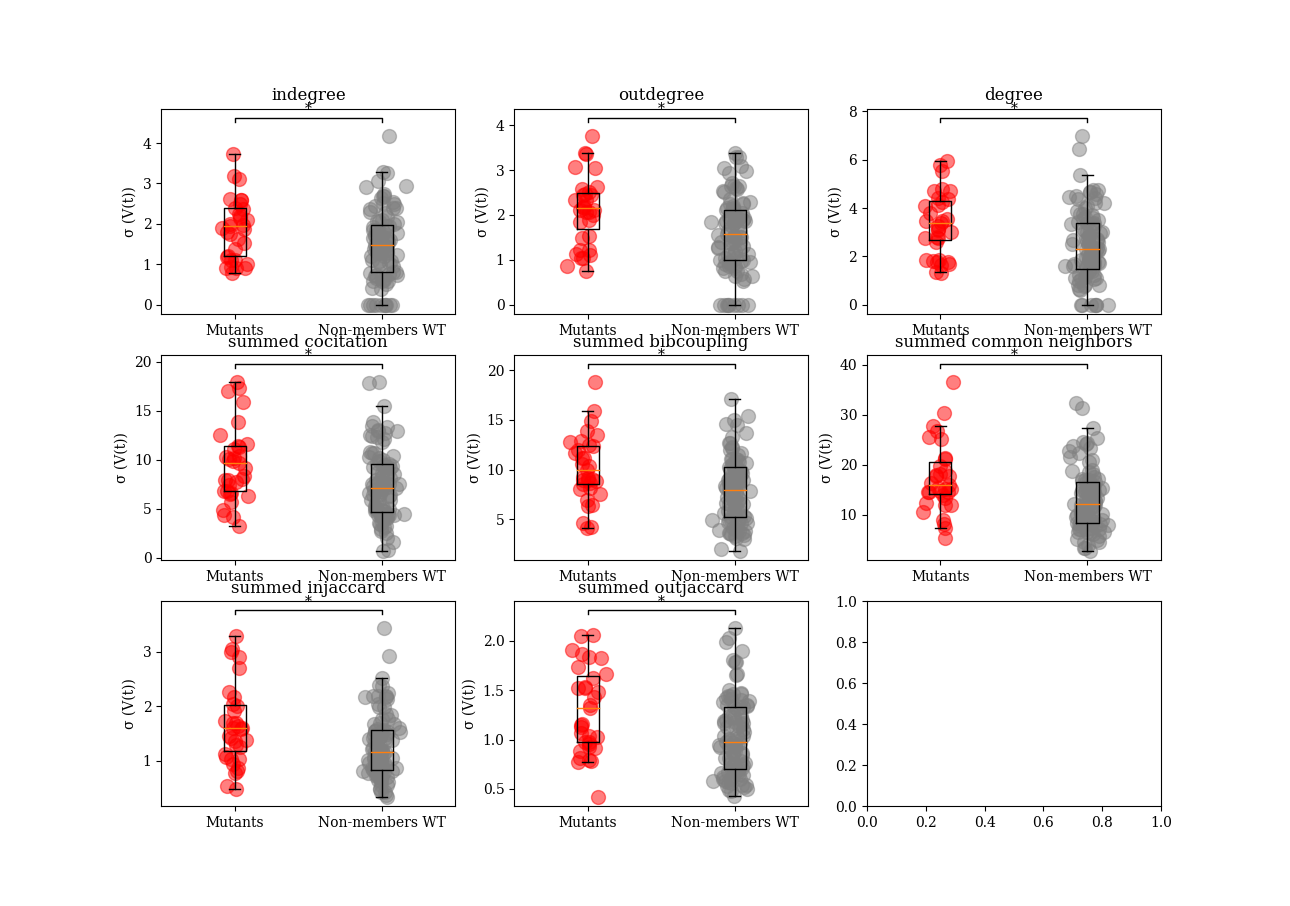 indegree
outdegree
degree
*
*
*
σ (V(t))
4
3
2
1
0
Mutants
Non-members WT
σ (V(t))
4
3
2
1
0
Mutants
Non-members WT
σ (V(t))
8
6
4
2
0
Mutants
Non-members WT
summed cocitation
summed bibcoupling
summed common neighbors
*
*
*
σ (V(t))
20
15
10
5
0
Mutants
Non-members WT
σ (V(t))
20
15
10
5
Mutants
Non-members WT
σ (V(t))
40
30
20
10
Mutants
Non-members WT
summed injaccard
summed outjaccard
*
*
σ (V(t))
3
2
1
Mutants
Non-members WT
σ (V(t))
2.0
1.5
1.0
0.5
Mutants
Non-members WT
1.0
0.8
0.6
0.4
0.2
0.0
0.0
0.2
0.4
0.6
0.8
1.0